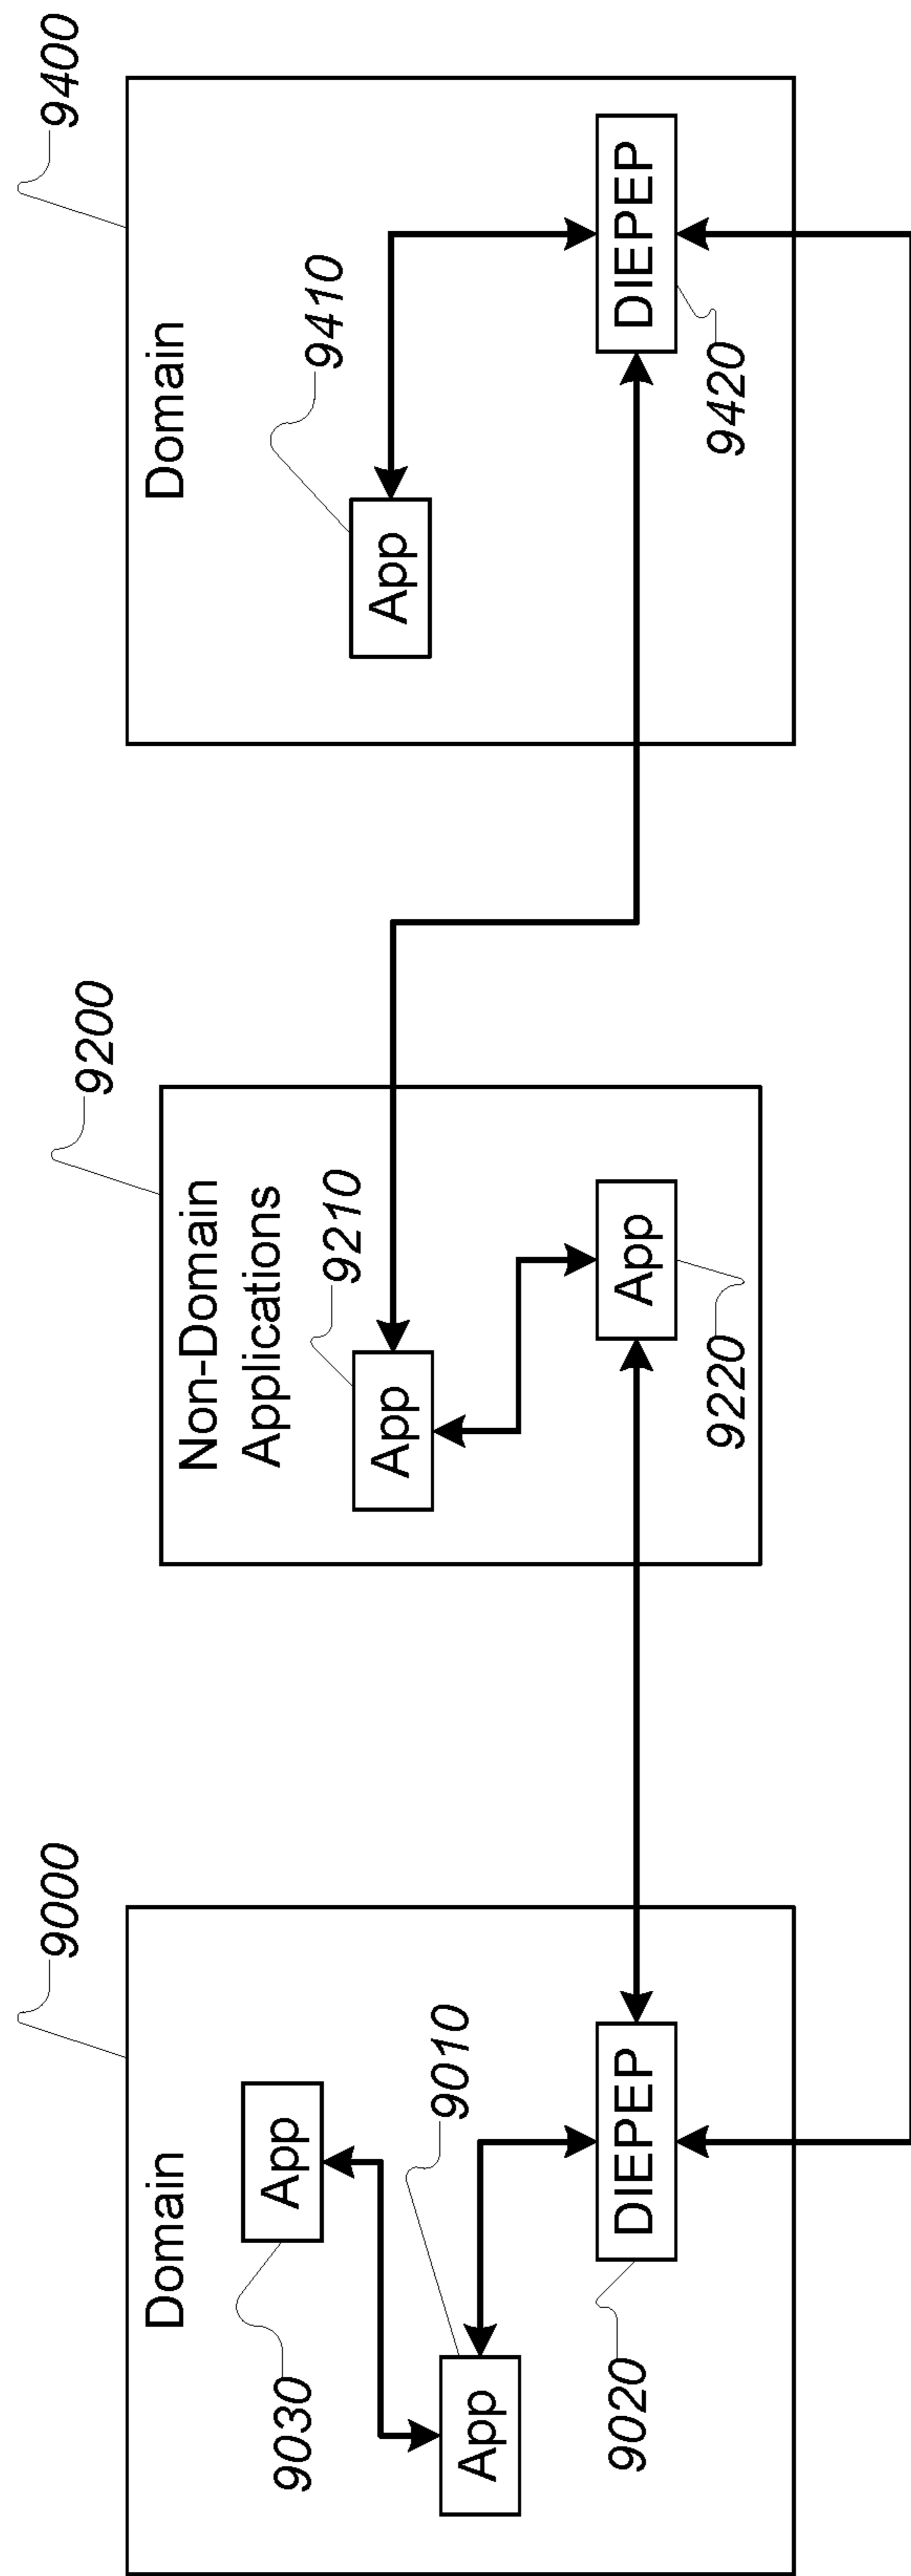 9000
Domain
App
9030
App
9010
DIEPEP
9020
9200
Non-Domain
Applications
9210
App
App
9220
9400
Domain
9410
App
DIEPEP
9420